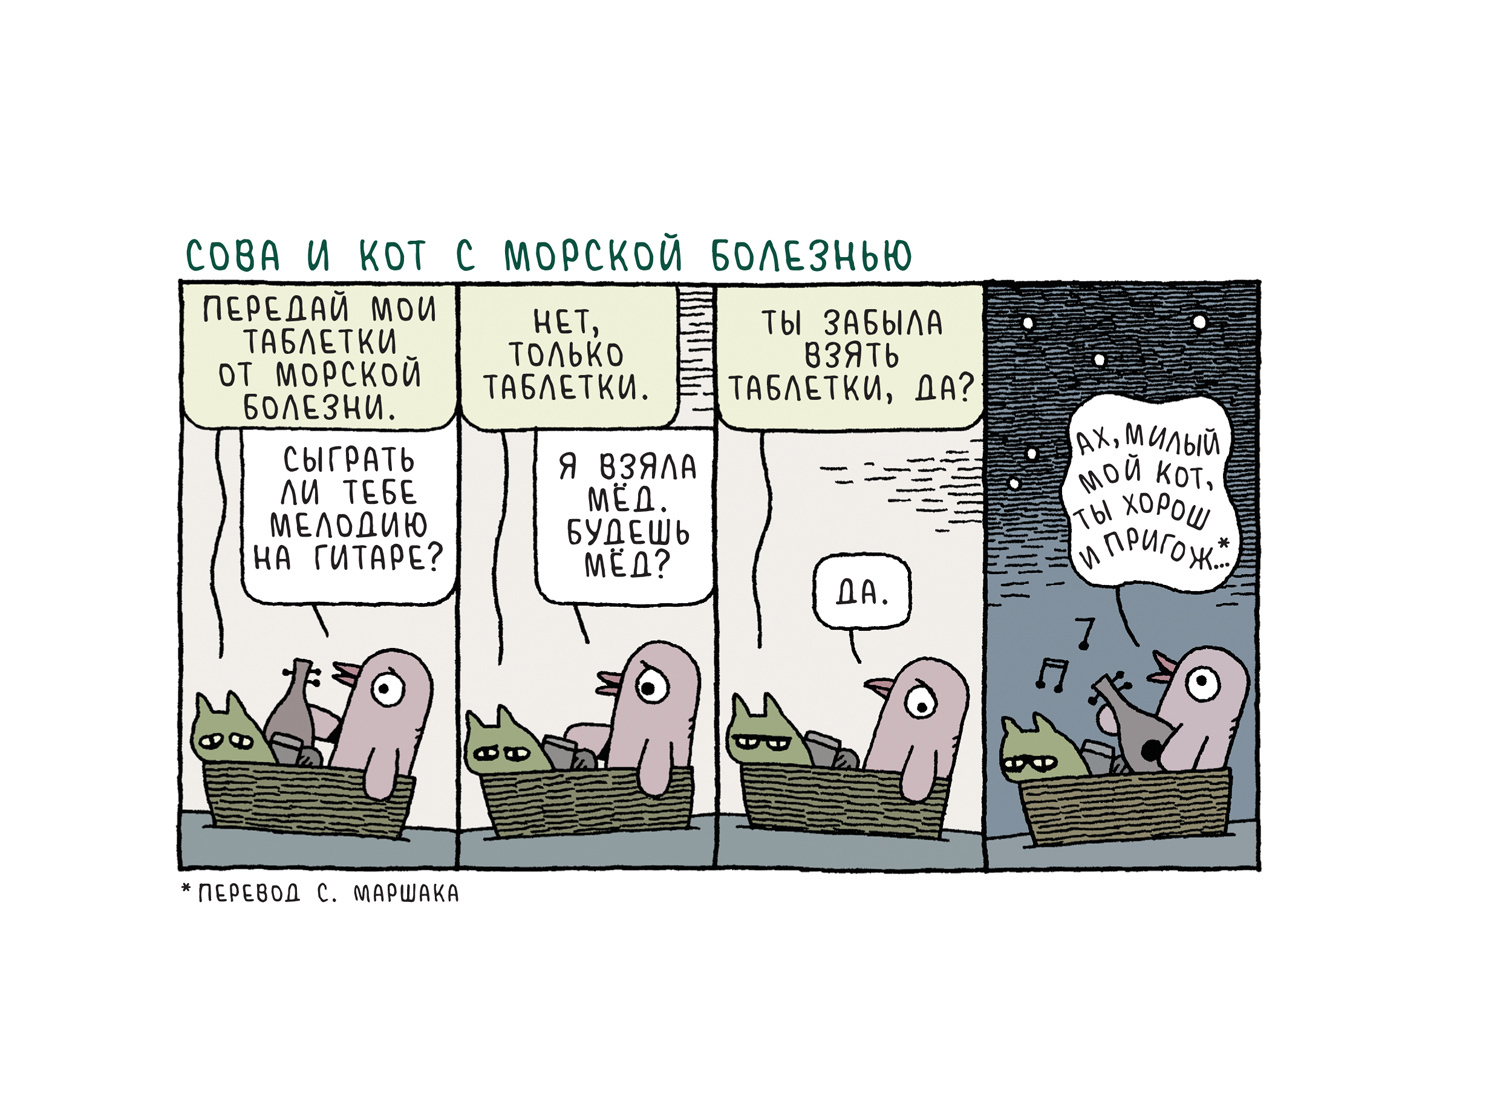 СОВА И КОТ С МОРСКОЙ БОЛЕЗНЬЮ
ПЕРЕДАЙ МОИ
ТАБЛЕТКИ
ОТ МОРСКОЙ
БОЛЕЗНИ.
СЫГРАТЬ
ЛИ ТЕБЕ
МЕЛОДИЮ
НА ГИТАРЕ?
НЕТ,
ТОЛЬКО
ТАБЛЕТКИ.
Я ВЗЯЛА
МЁД.
БУДЕШЬ
МЁД?
ТЫ ЗАБЫЛА
ВЗЯТЬ
ТАБЛЕТКИ, ДА?
ДА.
АХ, МИЛЫЙ
МОЙ КОТ,
ТЫ ХОРОШ
И ПРИГОЖ...*
*ПЕРЕВОД С. МАРШАКА